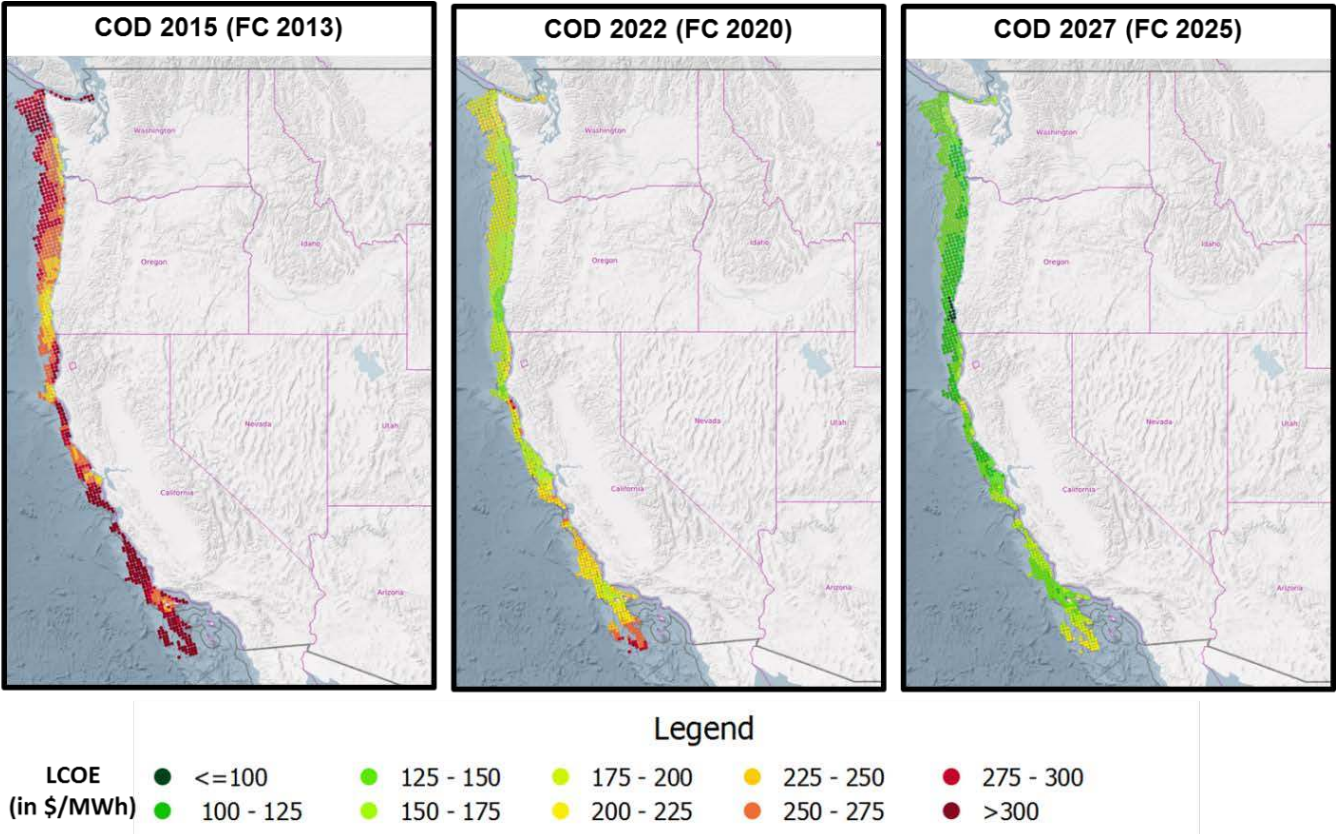 COD 2015 (FC 2013)
COD 2022 (FC 2020)
COD 2027 (FC 2025)
Washington
Oregon
Idaho
Nevada
Utah
California
Arizona
Washington
Oregon
Idaho
Nevada
Utah
California
Arizona
Washington
Oregon
Idaho
Nevada
Utah
California
Arizona
Legend
LCOE
(in $/MWh)
<=100
125 - 150
175 - 200
225 - 250
275 - 300
100 - 125
150 - 175
200 - 225
250 - 275
>300